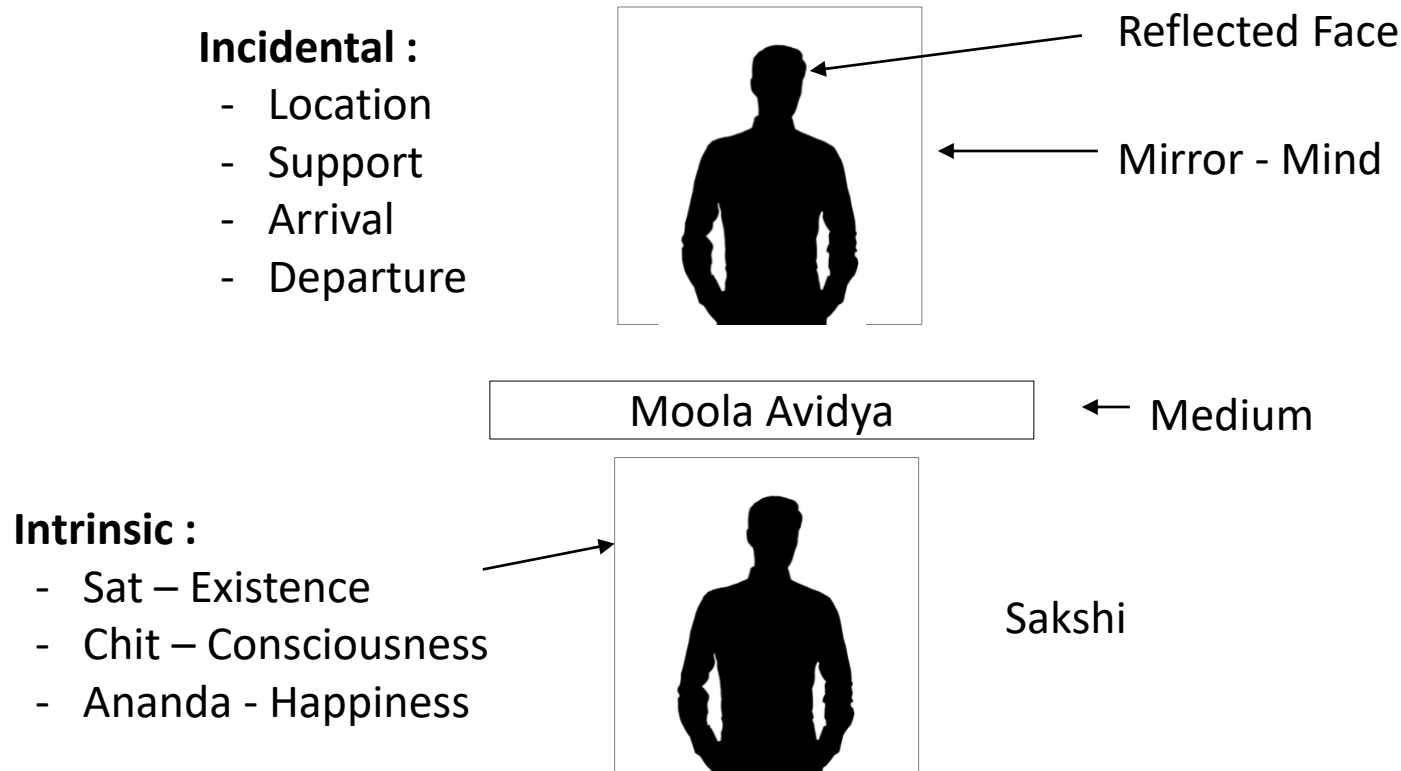 Incidental :
- Location
- Support
- Arrival
- Departure
Reflected Face
Mirror - Mind
Moola Avidya
Medium
Intrinsic :
- Sat – Existence
- Chit – Consciousness
- Ananda - Happiness
Sakshi